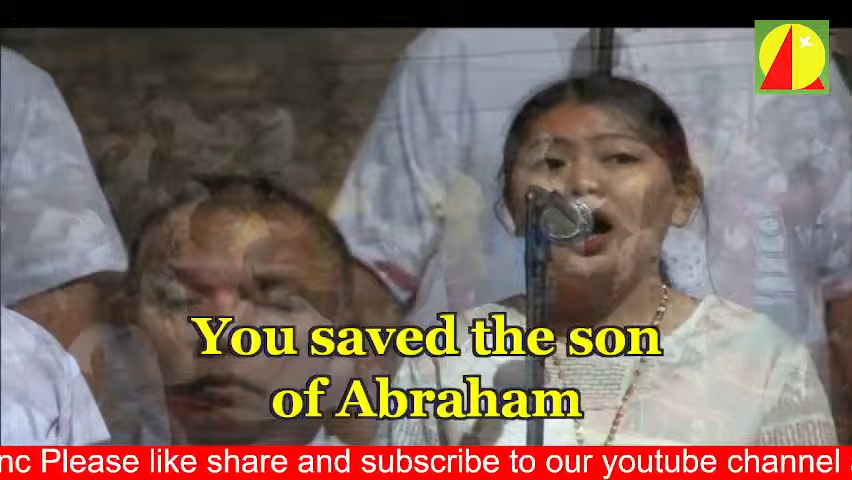 You saved the son
of Abraham
nc Please like share and subscribe to our youtube channel